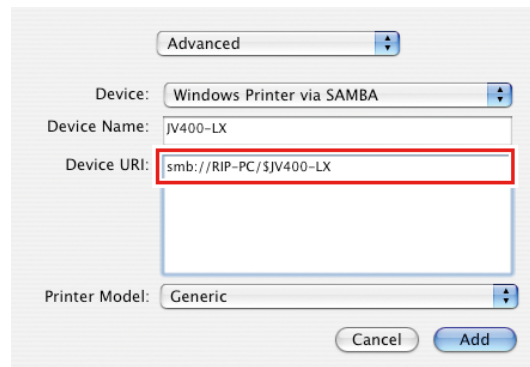 Advanced
Device: Windows Printer via SAMBA
Device Name: JV400-LX
Device URI: smb://RIP-PC/$JV400-LX
Printer Model: Generic
Cancel Add